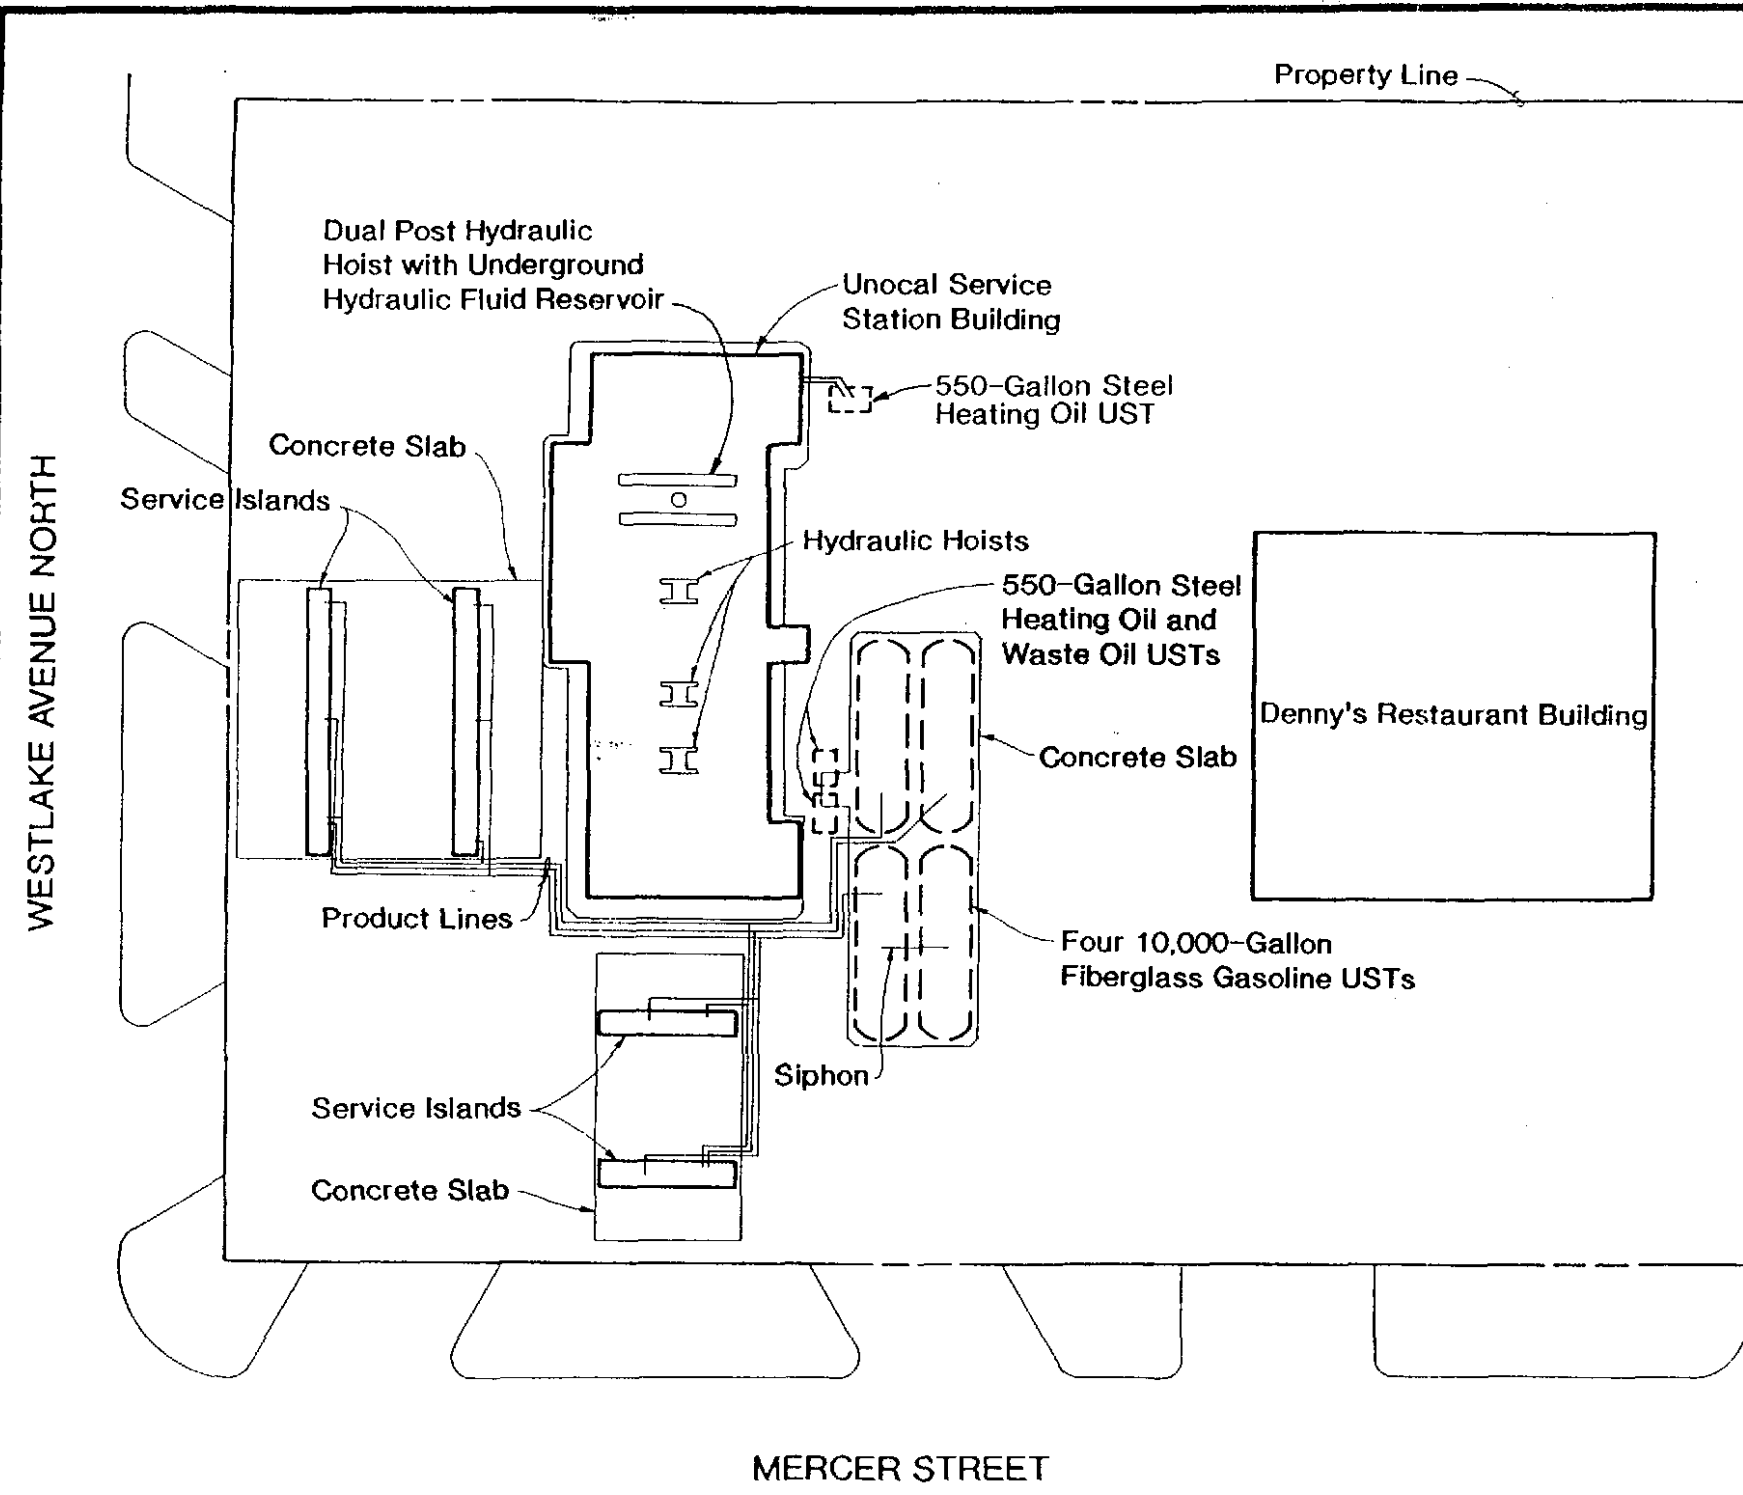 Property Line
Dual Post Hydraulic
Hoist with Underground
Hydraulic Fluid Reservoir
Unocal Service
Station Building
550-Gallon Steel
Heating Oil UST
Concrete Slab
Service Islands
Hydraulic Hoists
550-Gallon Steel
Heating Oil and
Waste Oil USTs
WESTLAKE AVENUE NORTH
Denny's Restaurant Building
Concrete Slab
Product Lines
Four 10,000-Gallon
Fiberglass Gasoline USTs
Siphon
Service Islands
Concrete Slab
MERCER STREET